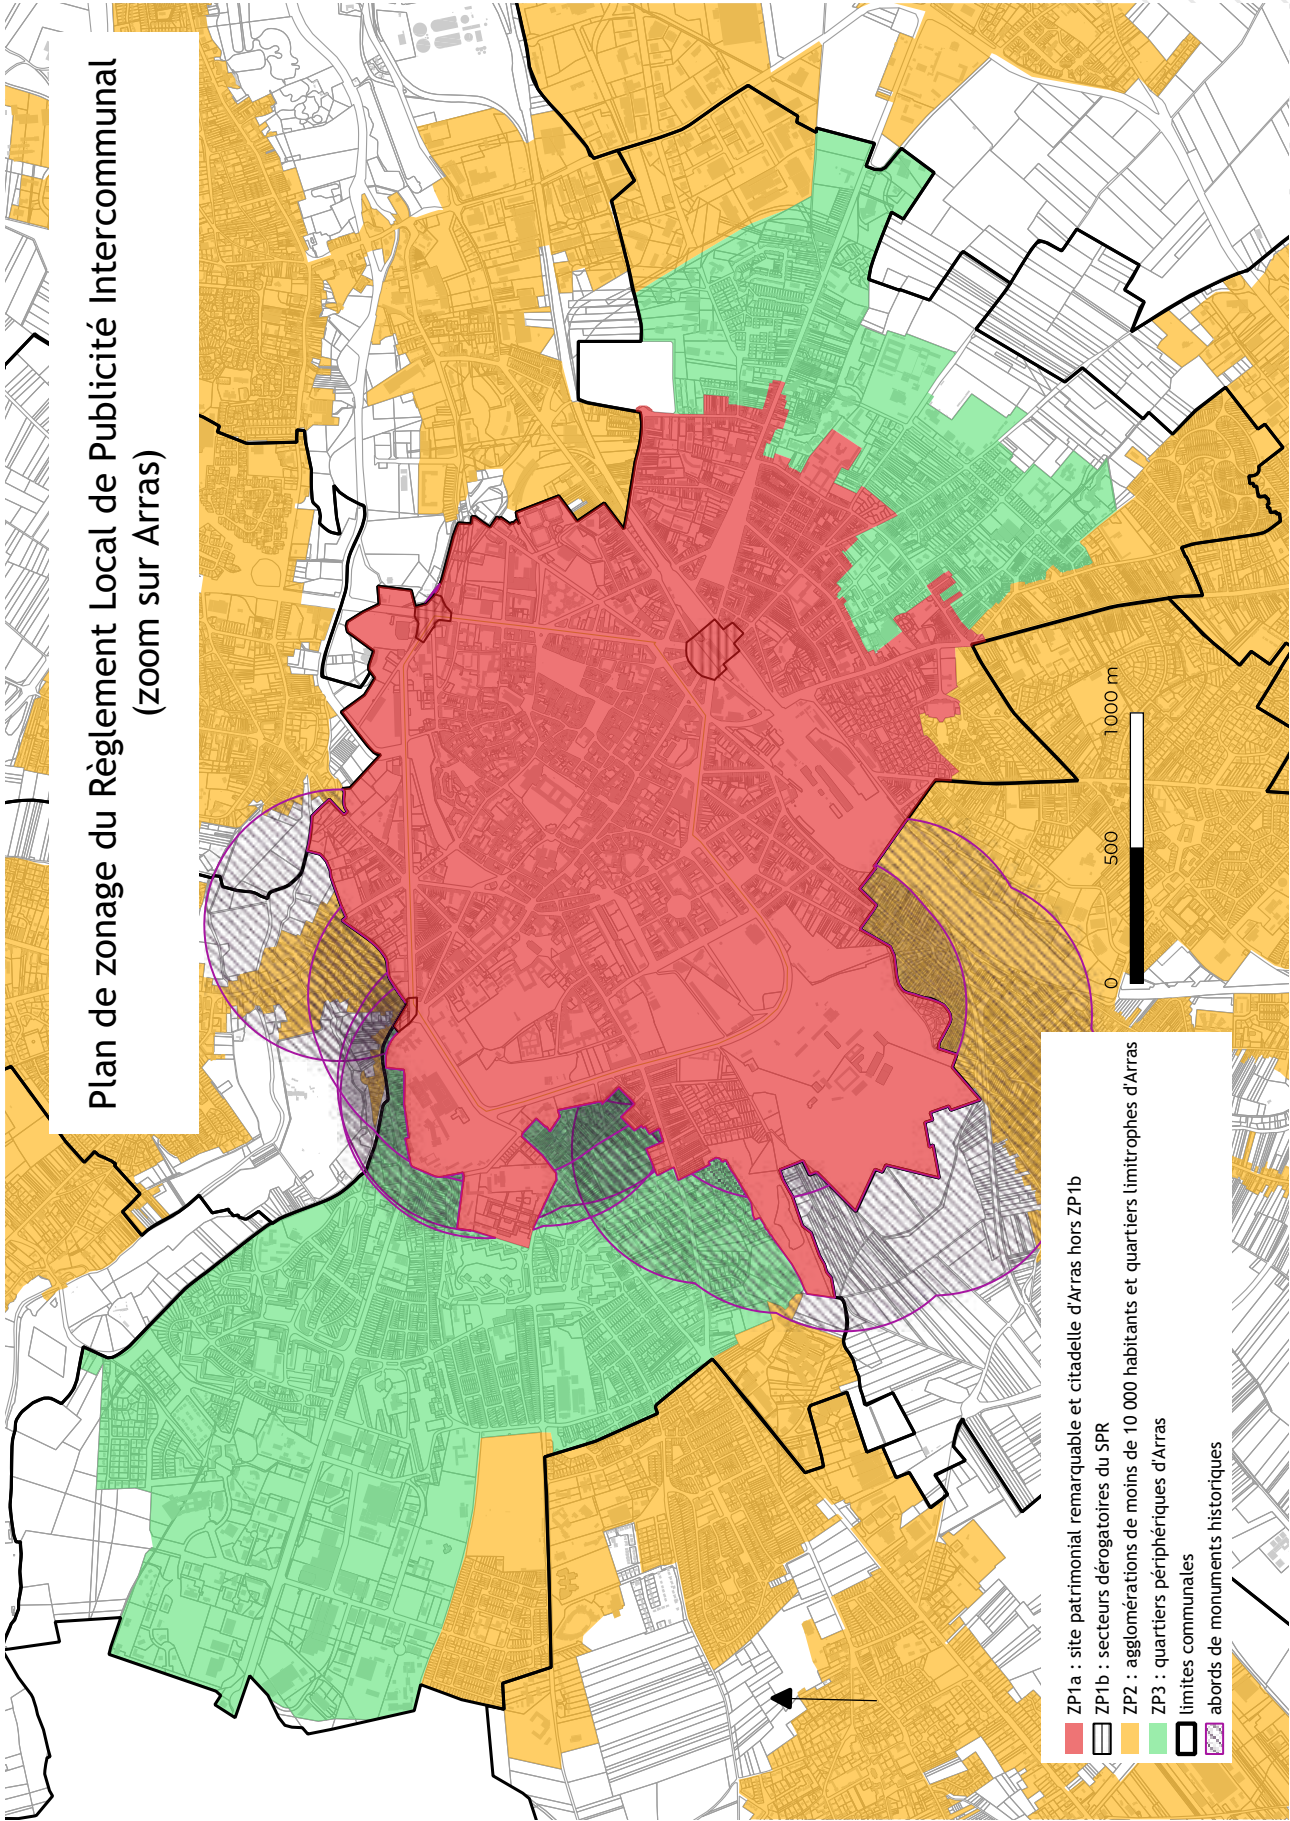 Plan de zonage du Règlement Local de Publicité Intercommunal
(zoom sur Arras)
0 500 1000 m
ZP1a : site patrimonial remarquable et citadelle d'Arras hors ZP1b
ZP1b : secteurs dérogatoires du SPR
ZP2 : agglomérations de moins de 10 000 habitants et quartiers limitrophes d'Arras
ZP3 : quartiers périphériques d'Arras
limites communales
abords de monuments historiques